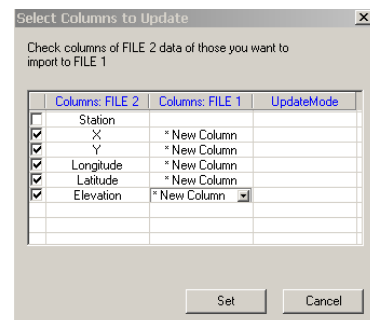 Select Columns to Update
Check columns of FILE 2 data of those you want to
import to FILE 1
Columns: FILE 2 Columns: FILE 1 UpdateMode
Station
X * New Column
Y * New Column
Longitude * New Column
Latitude * New Column
Elevation * New Column
Set Cancel